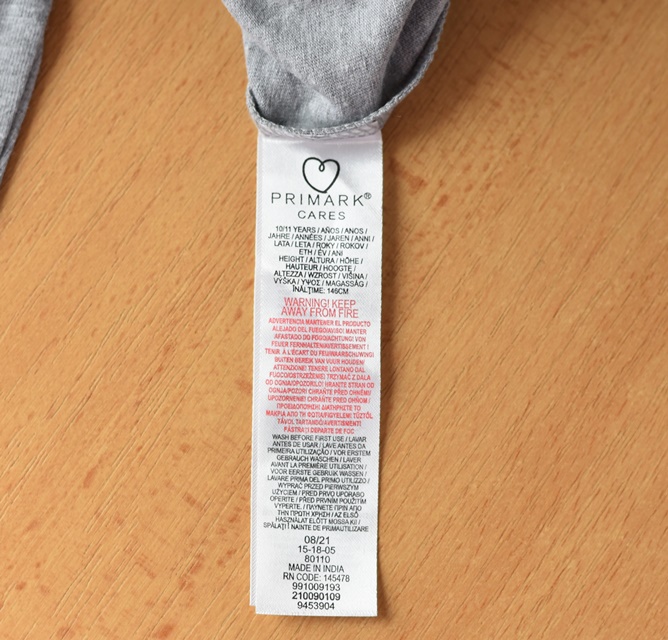 PRIMARK®
CARES
10/11 YEARS / AÑOS / ANOS /
JAHRE / ANNÉES / JAREN / ANNI /
LATA / LETA / ROKY / ROKOV /
ETH / ÉV / ANI
HEIGHT / ALTURA / HÖHE /
HAUTEUR / HOOGTE /
ALTEZZA / WZROST / VIŠINA /
VÝŠKA / ΥΨΟΣ / MAGASSÁG /
ÎNĂLŢIME: 146CM
WARNING! KEEP
AWAY FROM FIRE
ADVERTENCIA MANTENER EL PRODUCTO
ALEJADO DEL FUEGO/AVISO! MANTER
AFASTADO DO FOGO/ACHTUNG! VON
FEUER FERNHALTEN/AVERTISSEMENT !
TENIR À L'ÉCART DU FEU/WAARSCHUWING!
BUITEN BEREIK VAN VUUR HOUDEN/
ATTENZIONE! TENERE LONTANO DAL
FUOCO/OSTRZEŻENIE! TRZYMAĆ Z DALA
OD OGNIA/OPOZORILO! HRANITE STRAN OD
OGNJA/POZOR! CHRAŇTE PŘED OHNĚM/
UPOZORNENIE! CHRÁŇTE PRED OHŇOM /
ΠΡΟΕΙΔΟΠΟΙΗΣΗ! ΔΙΑΤΗΡΗΣΤΕ ΤΟ
ΜΑΚΡΙΑ ΑΠΟ ΤΗ ΦΩΤΙΑ/FIGYELEM! TŰZTŐL
TÁVOL TARTANDÓ/AVERTISMENT!
PĂSTRAŢI DEPARTE DE FOC
WASH BEFORE FIRST USE / LAVAR
ANTES DE USAR / LAVE ANTES DA
PRIMEIRA UTILIZAÇÃO / VOR ERSTEM
GEBRAUCH WASCHEN / LAVER
AVANT LA PREMIÈRE UTILISATION /
VOOR EERSTE GEBRUIK WASSEN /
LAVARE PRIMA DEL PRIMO UTILIZZO /
WYPRAĆ PRZED PIERWSZYM
UŻYCIEM / PRED PRVO UPORABO
OPERITE / PŘED PRVNÍM POUŽITÍM
VYPERTE. / ΠΛΥΝΕΤΕ ΠΡΙΝ ΑΠΟ
ΤΗΝ ΠΡΩΤΗ ΧΡΗΣΗ / AZ ELSŐ
HASZNÁLAT ELŐTT MOSSA KI /
SPĂLAŢI ÎNAINTE DE PRIMA UTILIZARE
08/21
15-18-05
80110
MADE IN INDIA
RN CODE: 145478
991009193
210090109
9453904